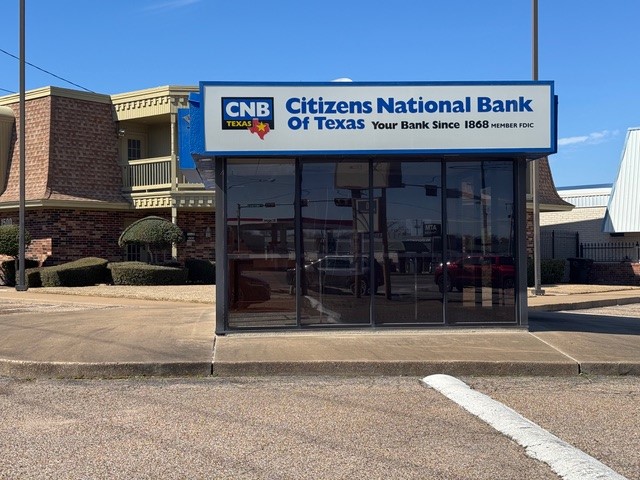 CNB
TEXAS
Citizens National Bank
Of Texas Your Bank Since 1868 MEMBER FDIC